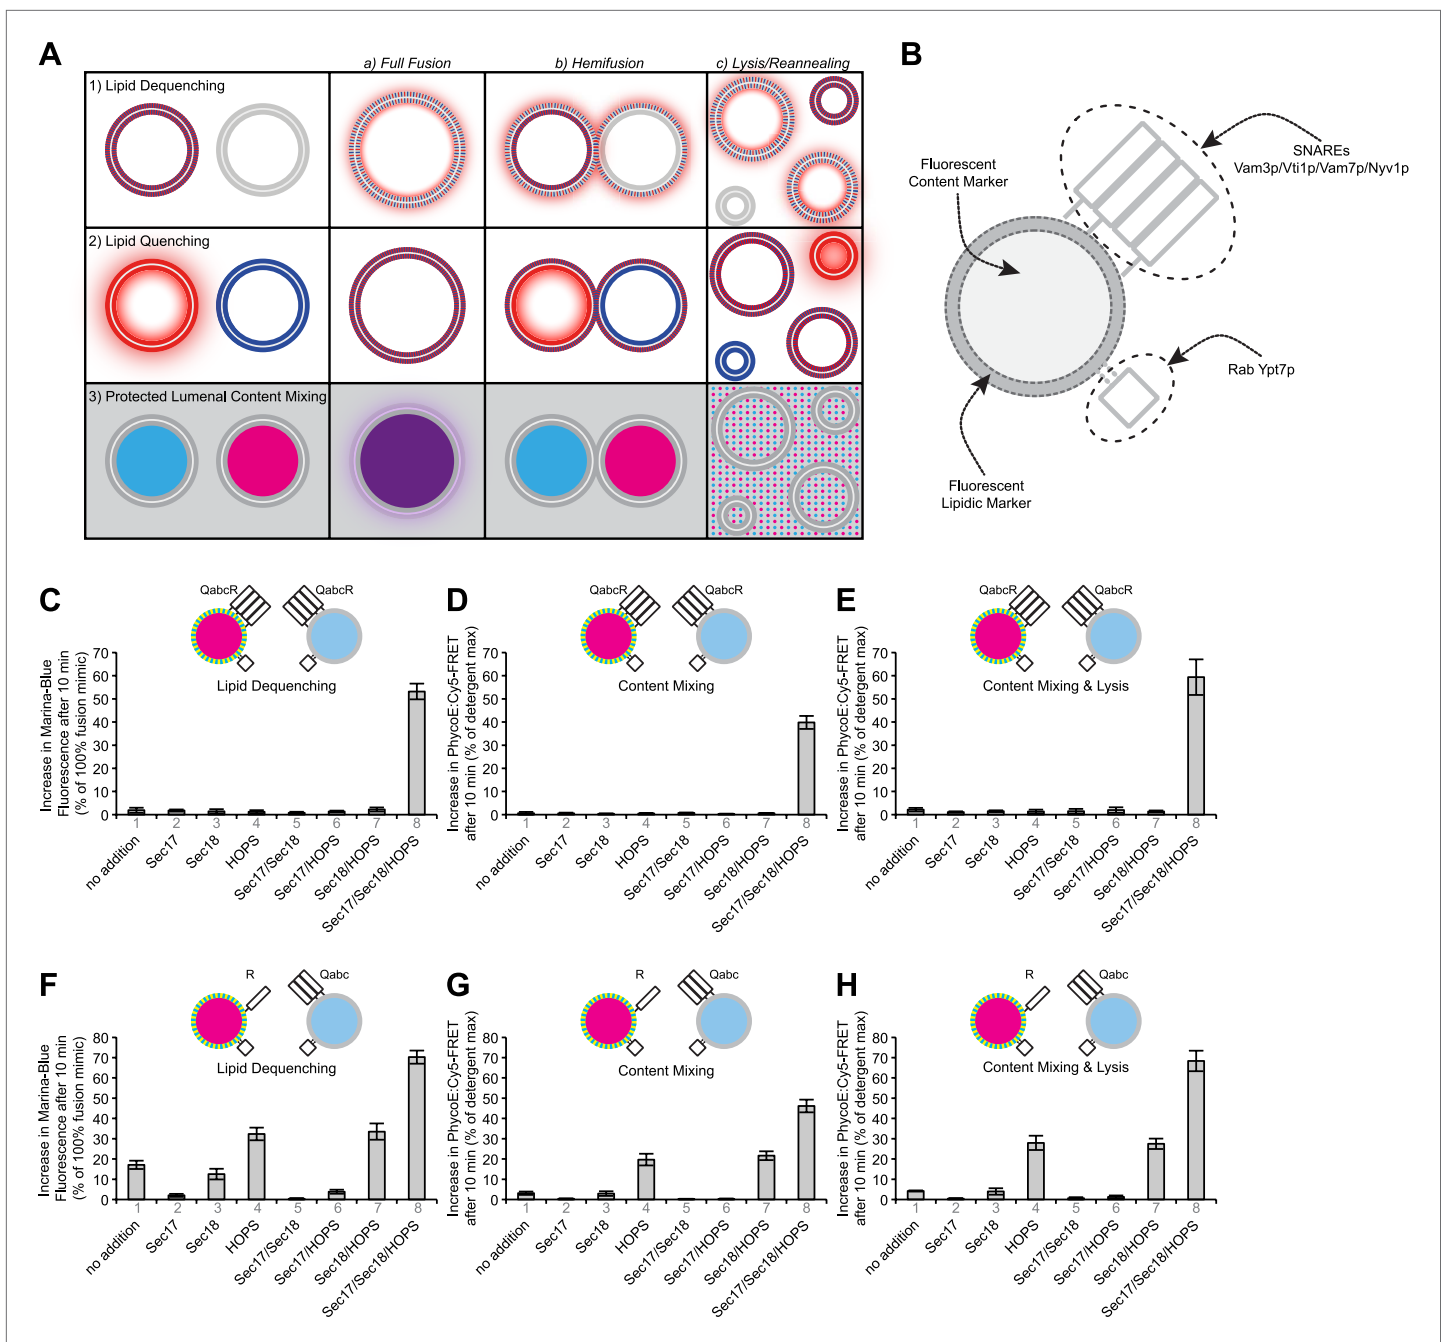 A
a) Full Fusion
b) Hemifusion
c) Lysis/Reannealing
1) Lipid Dequenching
2) Lipid Quenching
3) Protected Lumenal Content Mixing
B
Fluorescent
Content Marker
SNAREs
Vam3p/Vti1p/Vam7p/Nyv1p
Rab Ypt7p
Fluorescent
Lipidic Marker
C
QabcR
QabcR
Lipid Dequenching
Increase in Marina-Blue
Fluorescence after 10 min
(% of 100% fusion mimic)
70
60
50
40
30
20
10
0
1 2 3 4 5 6 7 8
no addition
Sec17
Sec18
HOPS
Sec17/Sec18
Sec17/HOPS
Sec18/HOPS
Sec17/Sec18/HOPS
D
QabcR
QabcR
Content Mixing
Increase in PhycoE:Cy5-FRET
after 10 min (% of detergent max)
70
60
50
40
30
20
10
0
1 2 3 4 5 6 7 8
no addition
Sec17
Sec18
HOPS
Sec17/Sec18
Sec17/HOPS
Sec18/HOPS
Sec17/Sec18/HOPS
E
QabcR
QabcR
Content Mixing & Lysis
Increase in PhycoE:Cy5-FRET
after 10 min (% of detergent max)
70
60
50
40
30
20
10
0
1 2 3 4 5 6 7 8
no addition
Sec17
Sec18
HOPS
Sec17/Sec18
Sec17/HOPS
Sec18/HOPS
Sec17/Sec18/HOPS
F
R
Qabc
Lipid Dequenching
Increase in Marina-Blue
Fluorescence after 10 min
(% of 100% fusion mimic)
80
70
60
50
40
30
20
10
0
1 2 3 4 5 6 7 8
no addition
Sec17
Sec18
HOPS
Sec17/Sec18
Sec17/HOPS
Sec18/HOPS
Sec17/Sec18/HOPS
G
R
Qabc
Content Mixing
Increase in PhycoE:Cy5-FRET
after 10 min (% of detergent max)
80
70
60
50
40
30
20
10
0
1 2 3 4 5 6 7 8
no addition
Sec17
Sec18
HOPS
Sec17/Sec18
Sec17/HOPS
Sec18/HOPS
Sec17/Sec18/HOPS
H
R
Qabc
Content Mixing & Lysis
Increase in PhycoE:Cy5-FRET
after 10 min (% of detergent max)
80
70
60
50
40
30
20
10
0
1 2 3 4 5 6 7 8
no addition
Sec17
Sec18
HOPS
Sec17/Sec18
Sec17/HOPS
Sec18/HOPS
Sec17/Sec18/HOPS